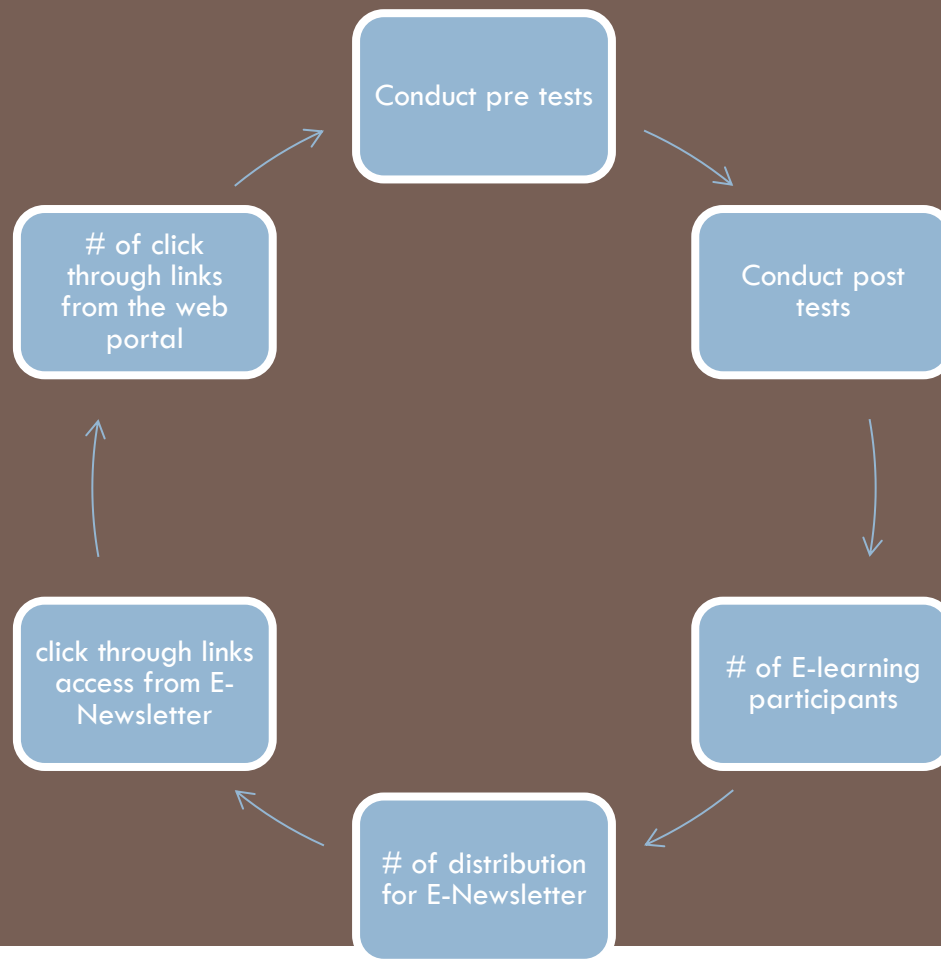 Conduct pre tests
Conduct post
tests
# of E-learning
participants
# of distribution
for E-Newsletter
click through links
access from E-
Newsletter
# of click
through links
from the web
portal